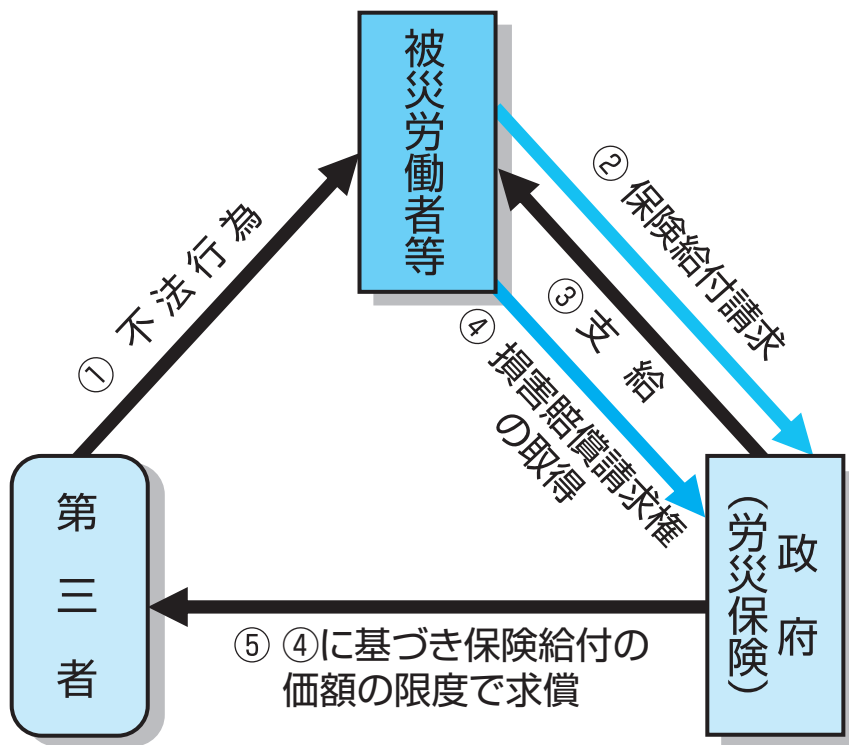 被災労働者等
① 不法行為
② 保険給付請求
③ 支給
④ 損害賠償請求権
の取得
第三者
政府
(労災保険)
⑤ ④に基づき保険給付の
価額の限度で求償